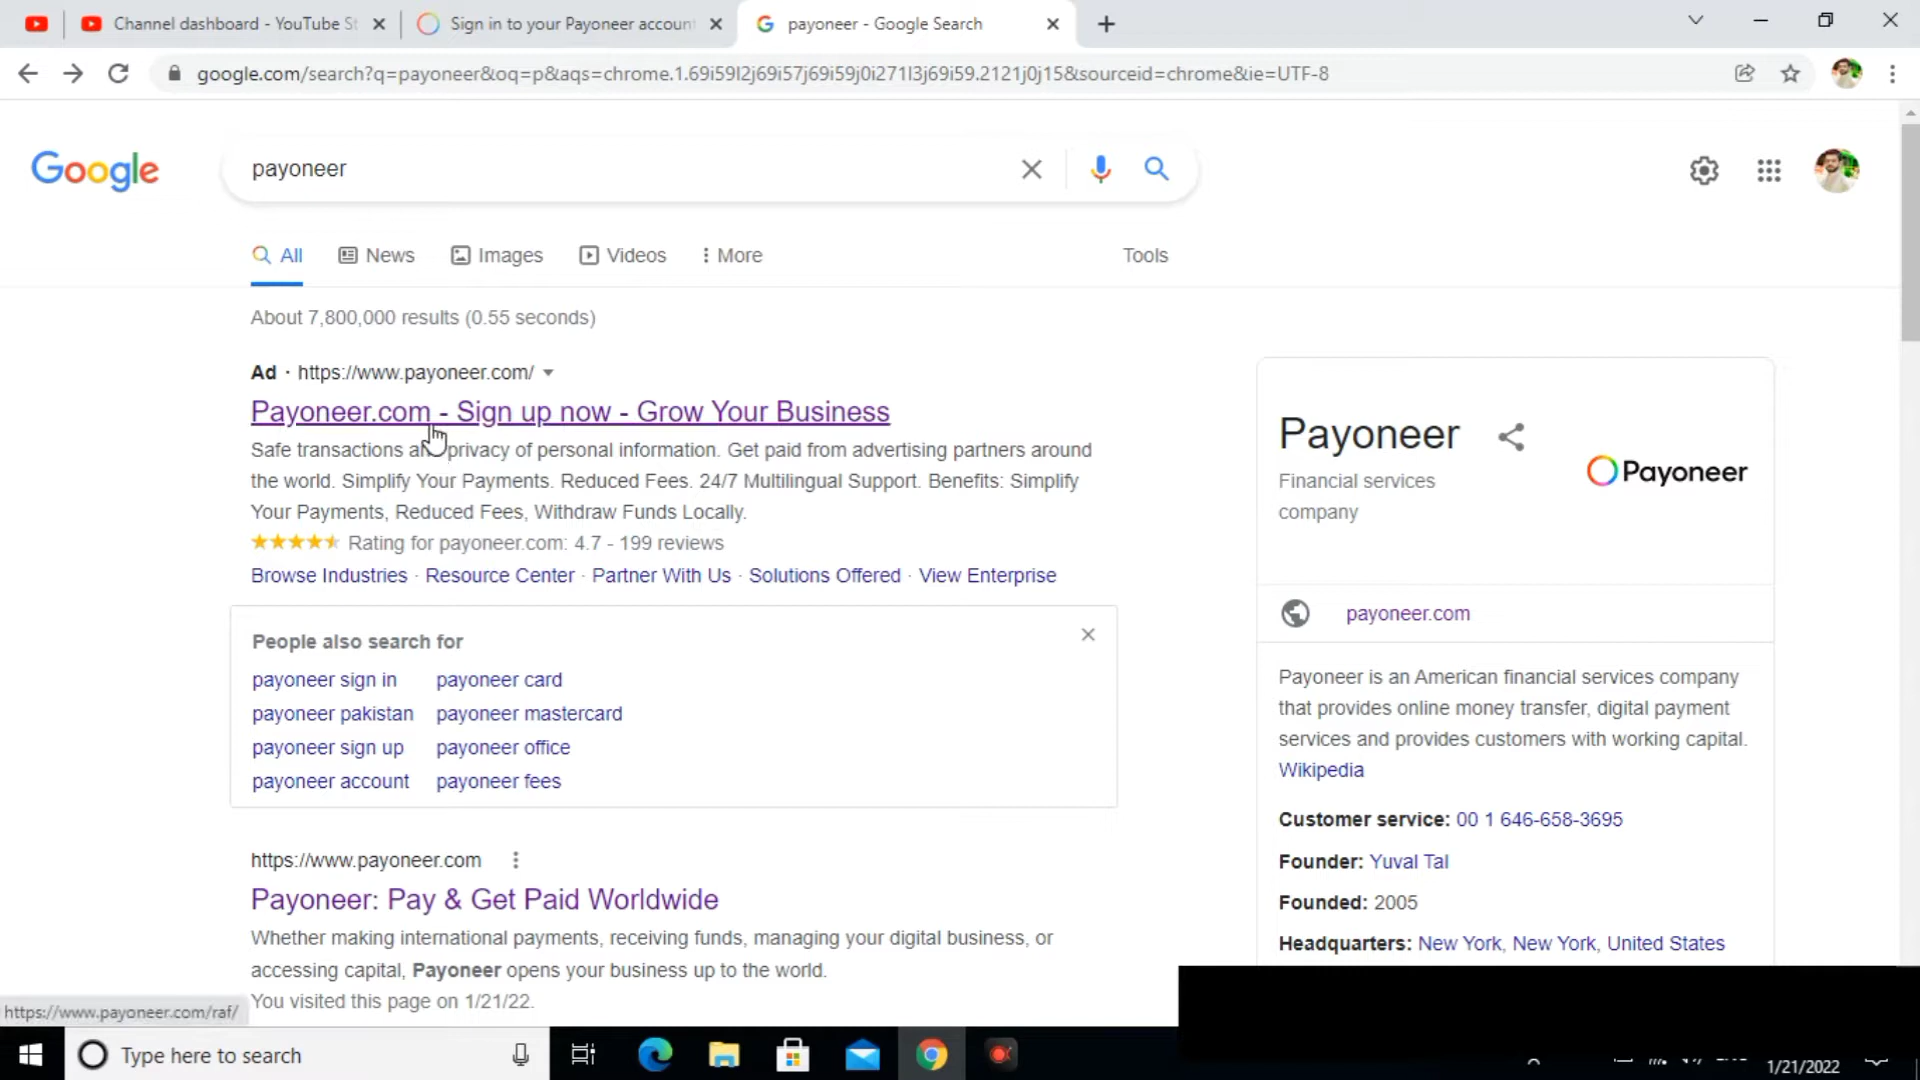 Channel dashboard - YouTube St
Sign in to your Payoneer accoun
payoneer - Google Search
google.com/search?q=payoneer&oq=p&aqs=chrome.1.69i59l2j69i57j69i59j0i271l3j69i59.2121j0j15&sourceid=chrome&ie=UTF-8
Google
payoneer
All
News
Images
Videos
More
Tools
About 7,800,000 results (0.55 seconds)
Ad · https://www.payoneer.com/
Payoneer.com - Sign up now - Grow Your Business
Safe transactions and privacy of personal information. Get paid from advertising partners around
the world. Simplify Your Payments. Reduced Fees. 24/7 Multilingual Support. Benefits: Simplify
Your Payments, Reduced Fees, Withdraw Funds Locally.
Rating for payoneer.com: 4.7 - 199 reviews
Browse Industries · Resource Center · Partner With Us · Solutions Offered · View Enterprise
People also search for
payoneer sign in
payoneer card
payoneer pakistan
payoneer mastercard
payoneer sign up
payoneer office
payoneer account
payoneer fees
https://www.payoneer.com
Payoneer: Pay & Get Paid Worldwide
Whether making international payments, receiving funds, managing your digital business, or
accessing capital, Payoneer opens your business up to the world.
You visited this page on 1/21/22.
Payoneer
Financial services
company
Payoneer
payoneer.com
Payoneer is an American financial services company
that provides online money transfer, digital payment
services and provides customers with working capital.
Wikipedia
Customer service: 00 1 646-658-3695
Founder: Yuval Tal
Founded: 2005
Headquarters: New York, New York, United States
https://www.payoneer.com/raf/
Type here to search
1/21/2022